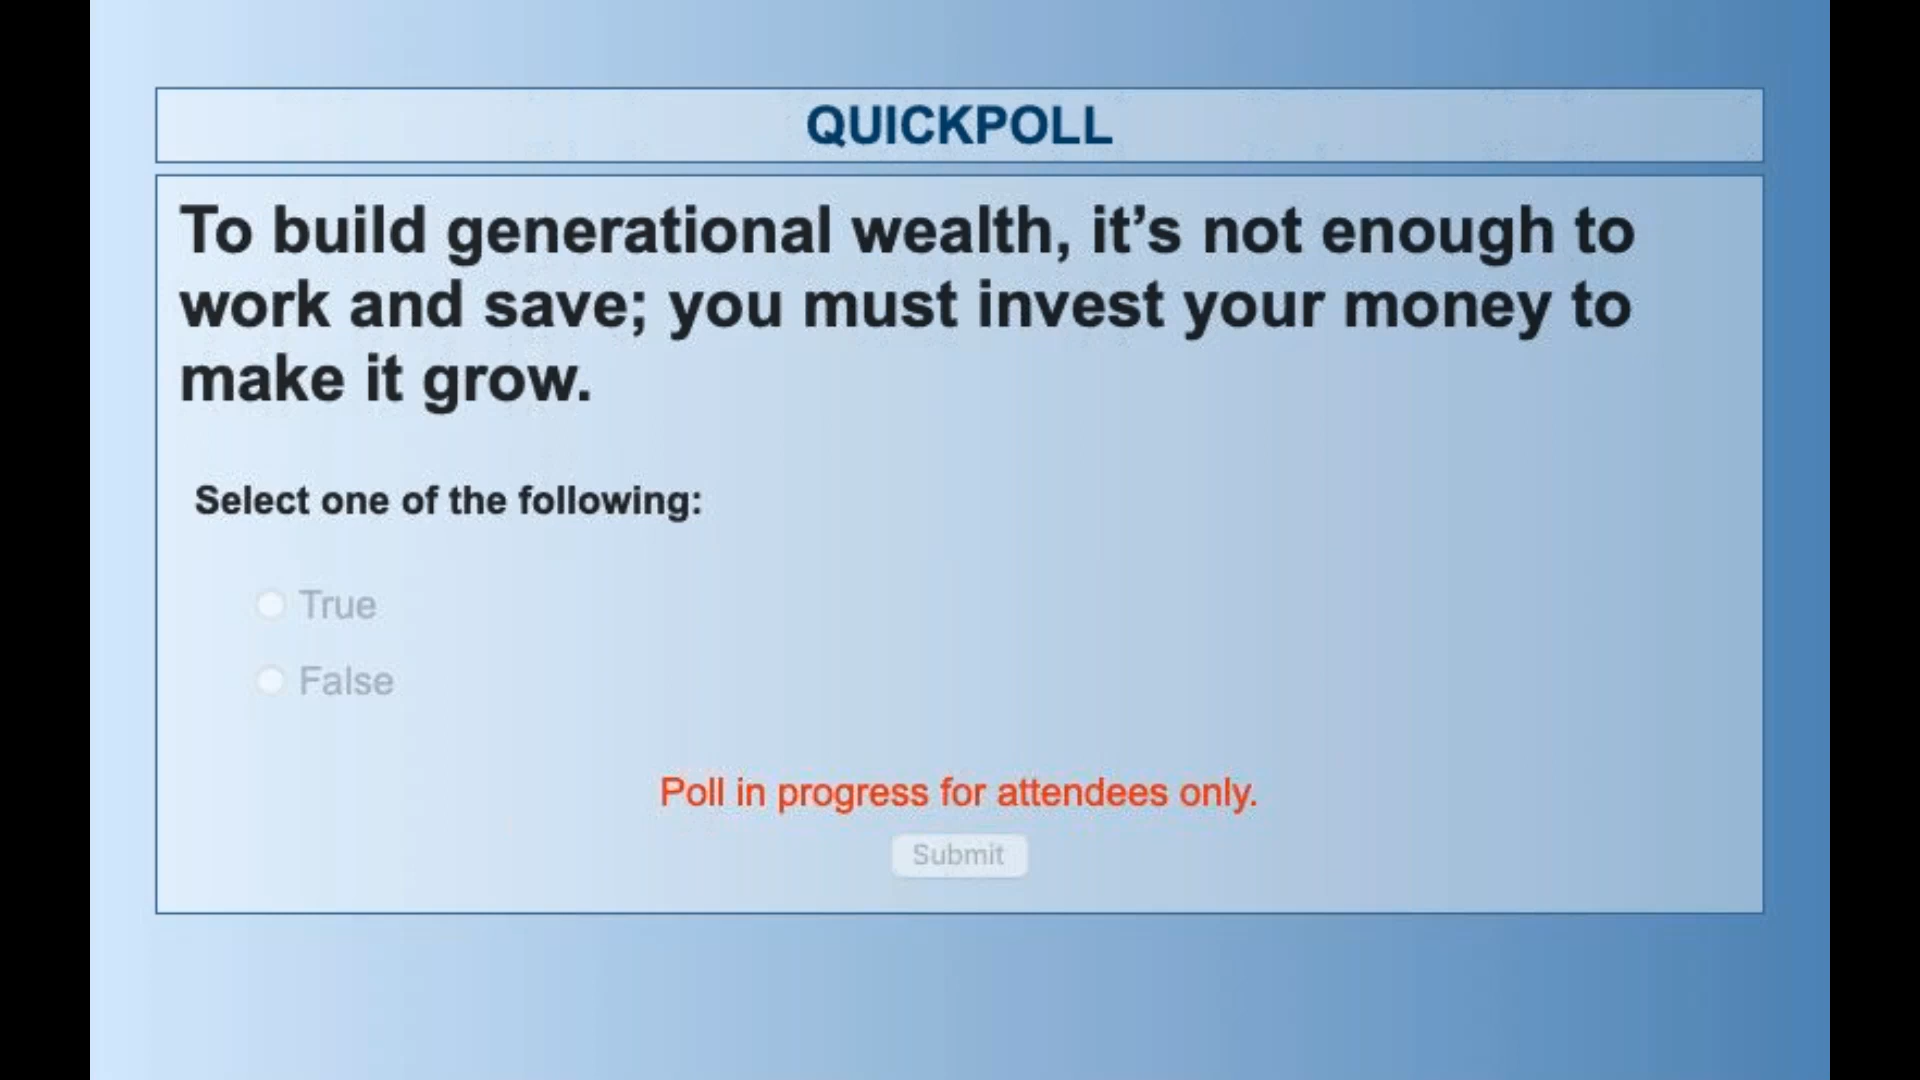 QUICKPOLL
To build generational wealth, it’s not enough to
work and save; you must invest your money to
make it grow.
Select one of the following:
True
False
Poll in progress for attendees only.
Submit